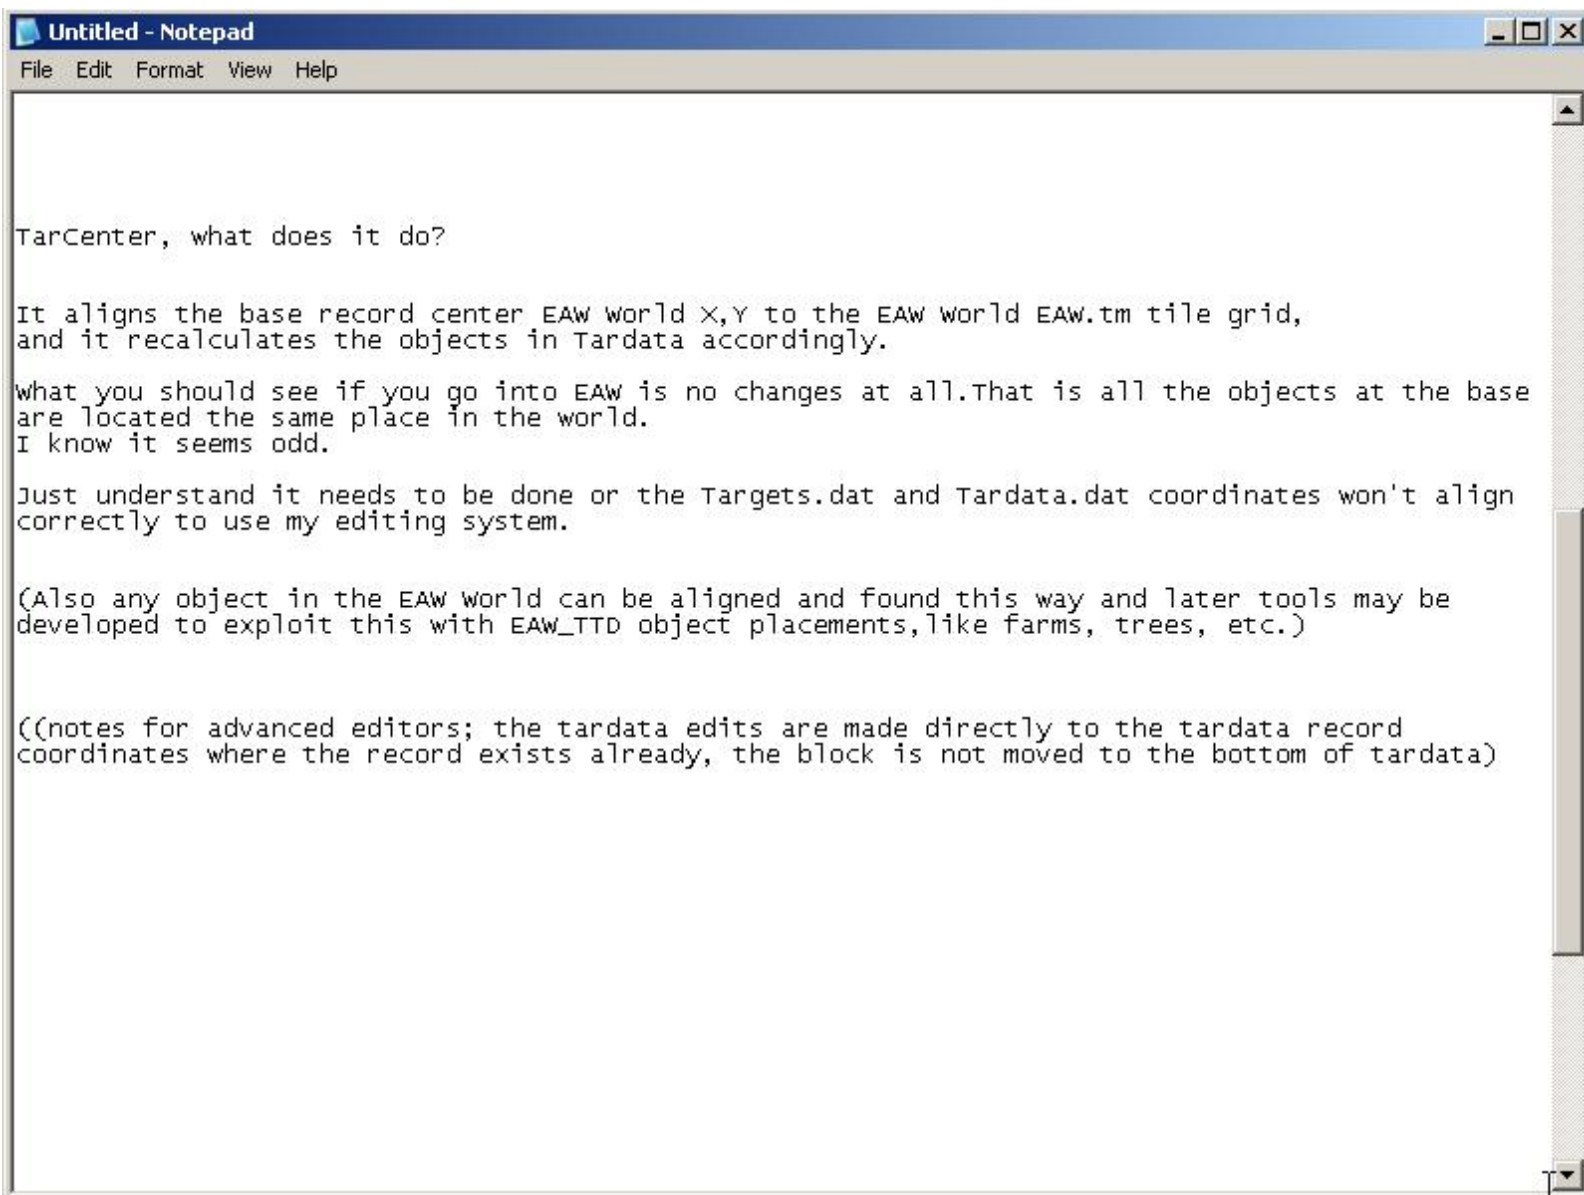 Untitled - Notepad
File Edit Format View Help
TarCenter, what does it do?
It aligns the base record center EAW World X,Y to the EAW World EAW.tm tile grid,
and it recalculates the objects in Tardata accordingly.
What you should see if you go into EAW is no changes at all.That is all the objects at the base
are located the same place in the world.
I know it seems odd.
Just understand it needs to be done or the Targets.dat and Tardata.dat coordinates won't align
correctly to use my editing system.
(Also any object in the EAW World can be aligned and found this way and later tools may be
developed to exploit this with EAW_TTD object placements,like farms, trees, etc.)
((notes for advanced editors; the tardata edits are made directly to the tardata record
coordinates where the record exists already, the block is not moved to the bottom of tardata)